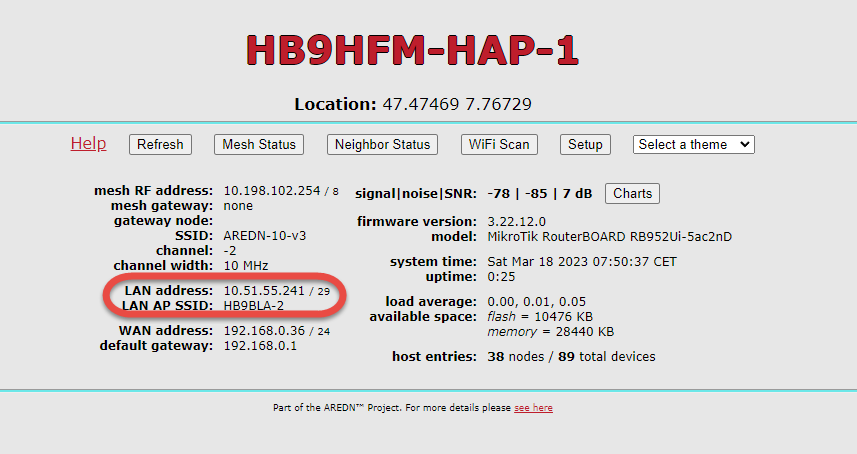 HB9HFM-HAP-1
Location: 47.47469 7.76729
Help Refresh Mesh Status Neighbor Status WiFi Scan Setup Select a theme
mesh RF address: 10.198.102.254 / 8
mesh gateway: none
gateway node:
SSID: AREDN-10-v3
channel: -2
channel width: 10 MHz
LAN address: 10.51.55.241 / 29
LAN AP SSID: HB9BLA-2
WAN address: 192.168.0.36 / 24
default gateway: 192.168.0.1
signal|noise|SNR: -78 | -85 | 7 dB Charts
firmware version: 3.22.12.0
model: MikroTik RouterBOARD RB952Ui-5ac2nD
system time: Sat Mar 18 2023 07:50:37 CET
uptime: 0:25
load average: 0.00, 0.01, 0.05
available space: flash = 10476 KB
memory = 28440 KB
host entries: 38 nodes / 89 total devices
Part of the AREDN™ Project. For more details please see here